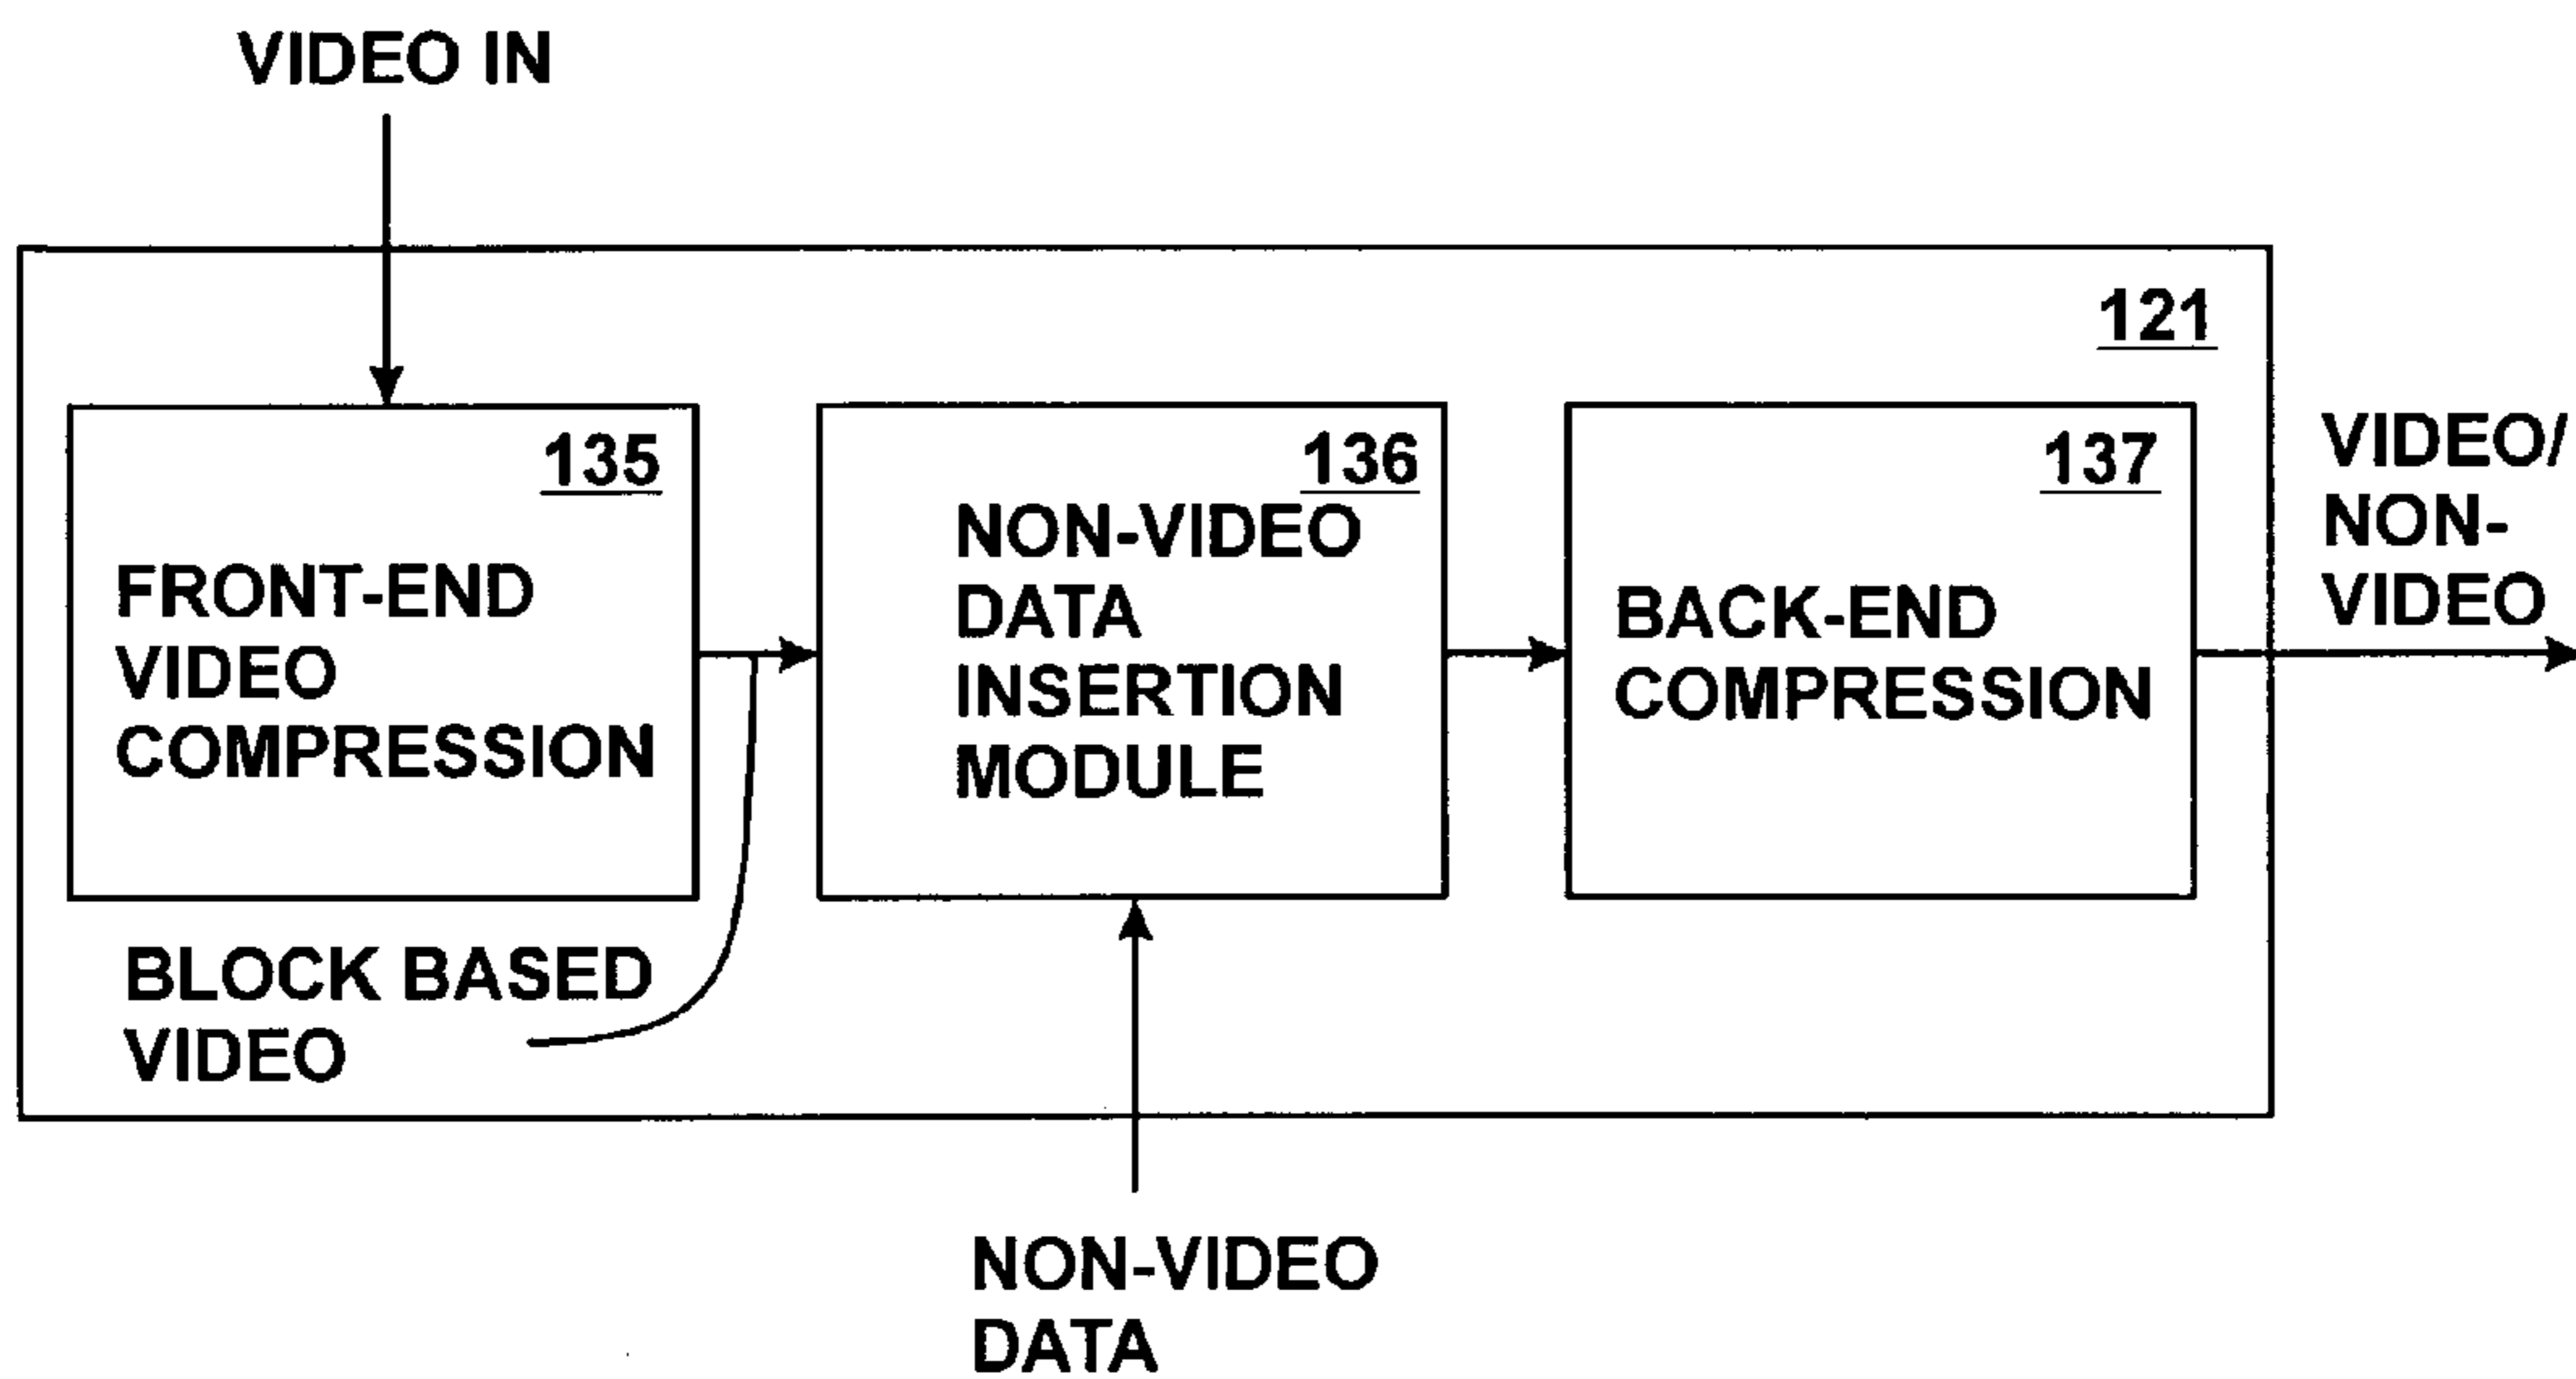 VIDEO IN
121
135
FRONT-END
VIDEO
COMPRESSION
136
NON-VIDEO
DATA
INSERTION
MODULE
137
BACK-END
COMPRESSION
VIDEO/
NON-
VIDEO
BLOCK BASED
VIDEO
NON-VIDEO
DATA